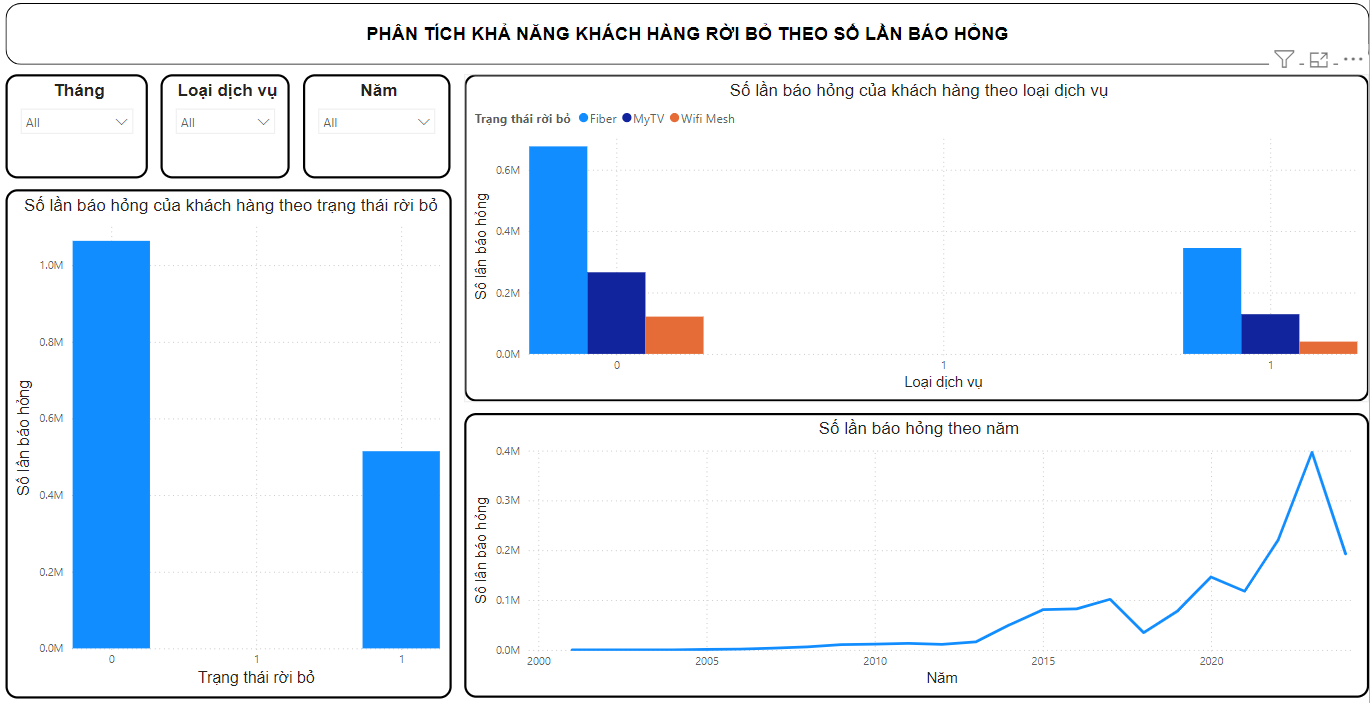 PHÂN TÍCH KHẢ NĂNG KHÁCH HÀNG RỜI BỎ THEO SỐ LẦN BÁO HỎNG
Tháng
All
Loại dịch vụ
All
Năm
All
Số lần báo hỏng của khách hàng theo trạng thái rời bỏ
Số lần báo hỏng
1.0M
0.8M
0.6M
0.4M
0.2M
0.0M
0 1 1
Trạng thái rời bỏ
Số lần báo hỏng của khách hàng theo loại dịch vụ
Trạng thái rời bỏ Fiber MyTV Wifi Mesh
Số lần báo hỏng
0.6M
0.4M
0.2M
0.0M
0 1 1
Loại dịch vụ
Số lần báo hỏng theo năm
Số lần báo hỏng
0.4M
0.3M
0.2M
0.1M
0.0M
2000 2005 2010 2015 2020
Năm